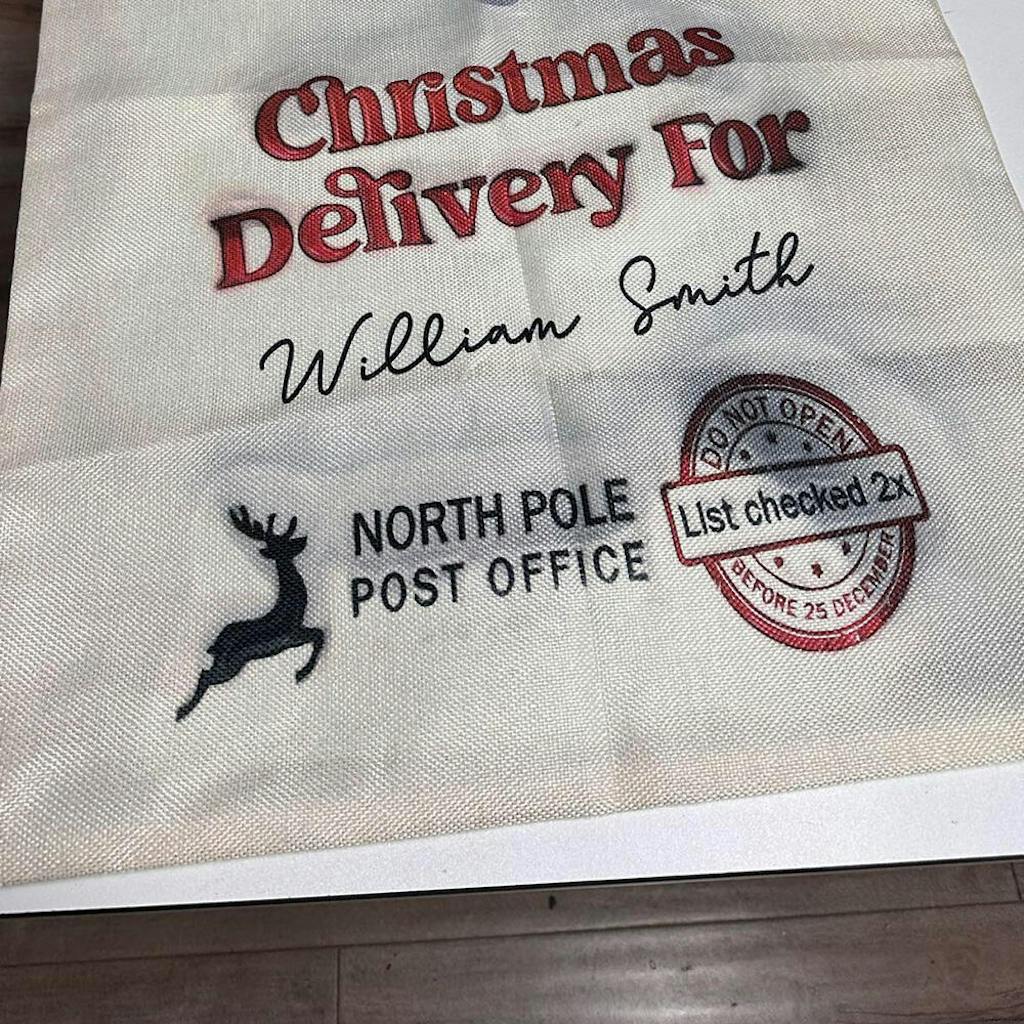 Christmas
Delivery For
William Smith
NORTH POLE
POST OFFICE
DO NOT OPEN
LIst checked 2x
BEFORE 25 DECEMBER